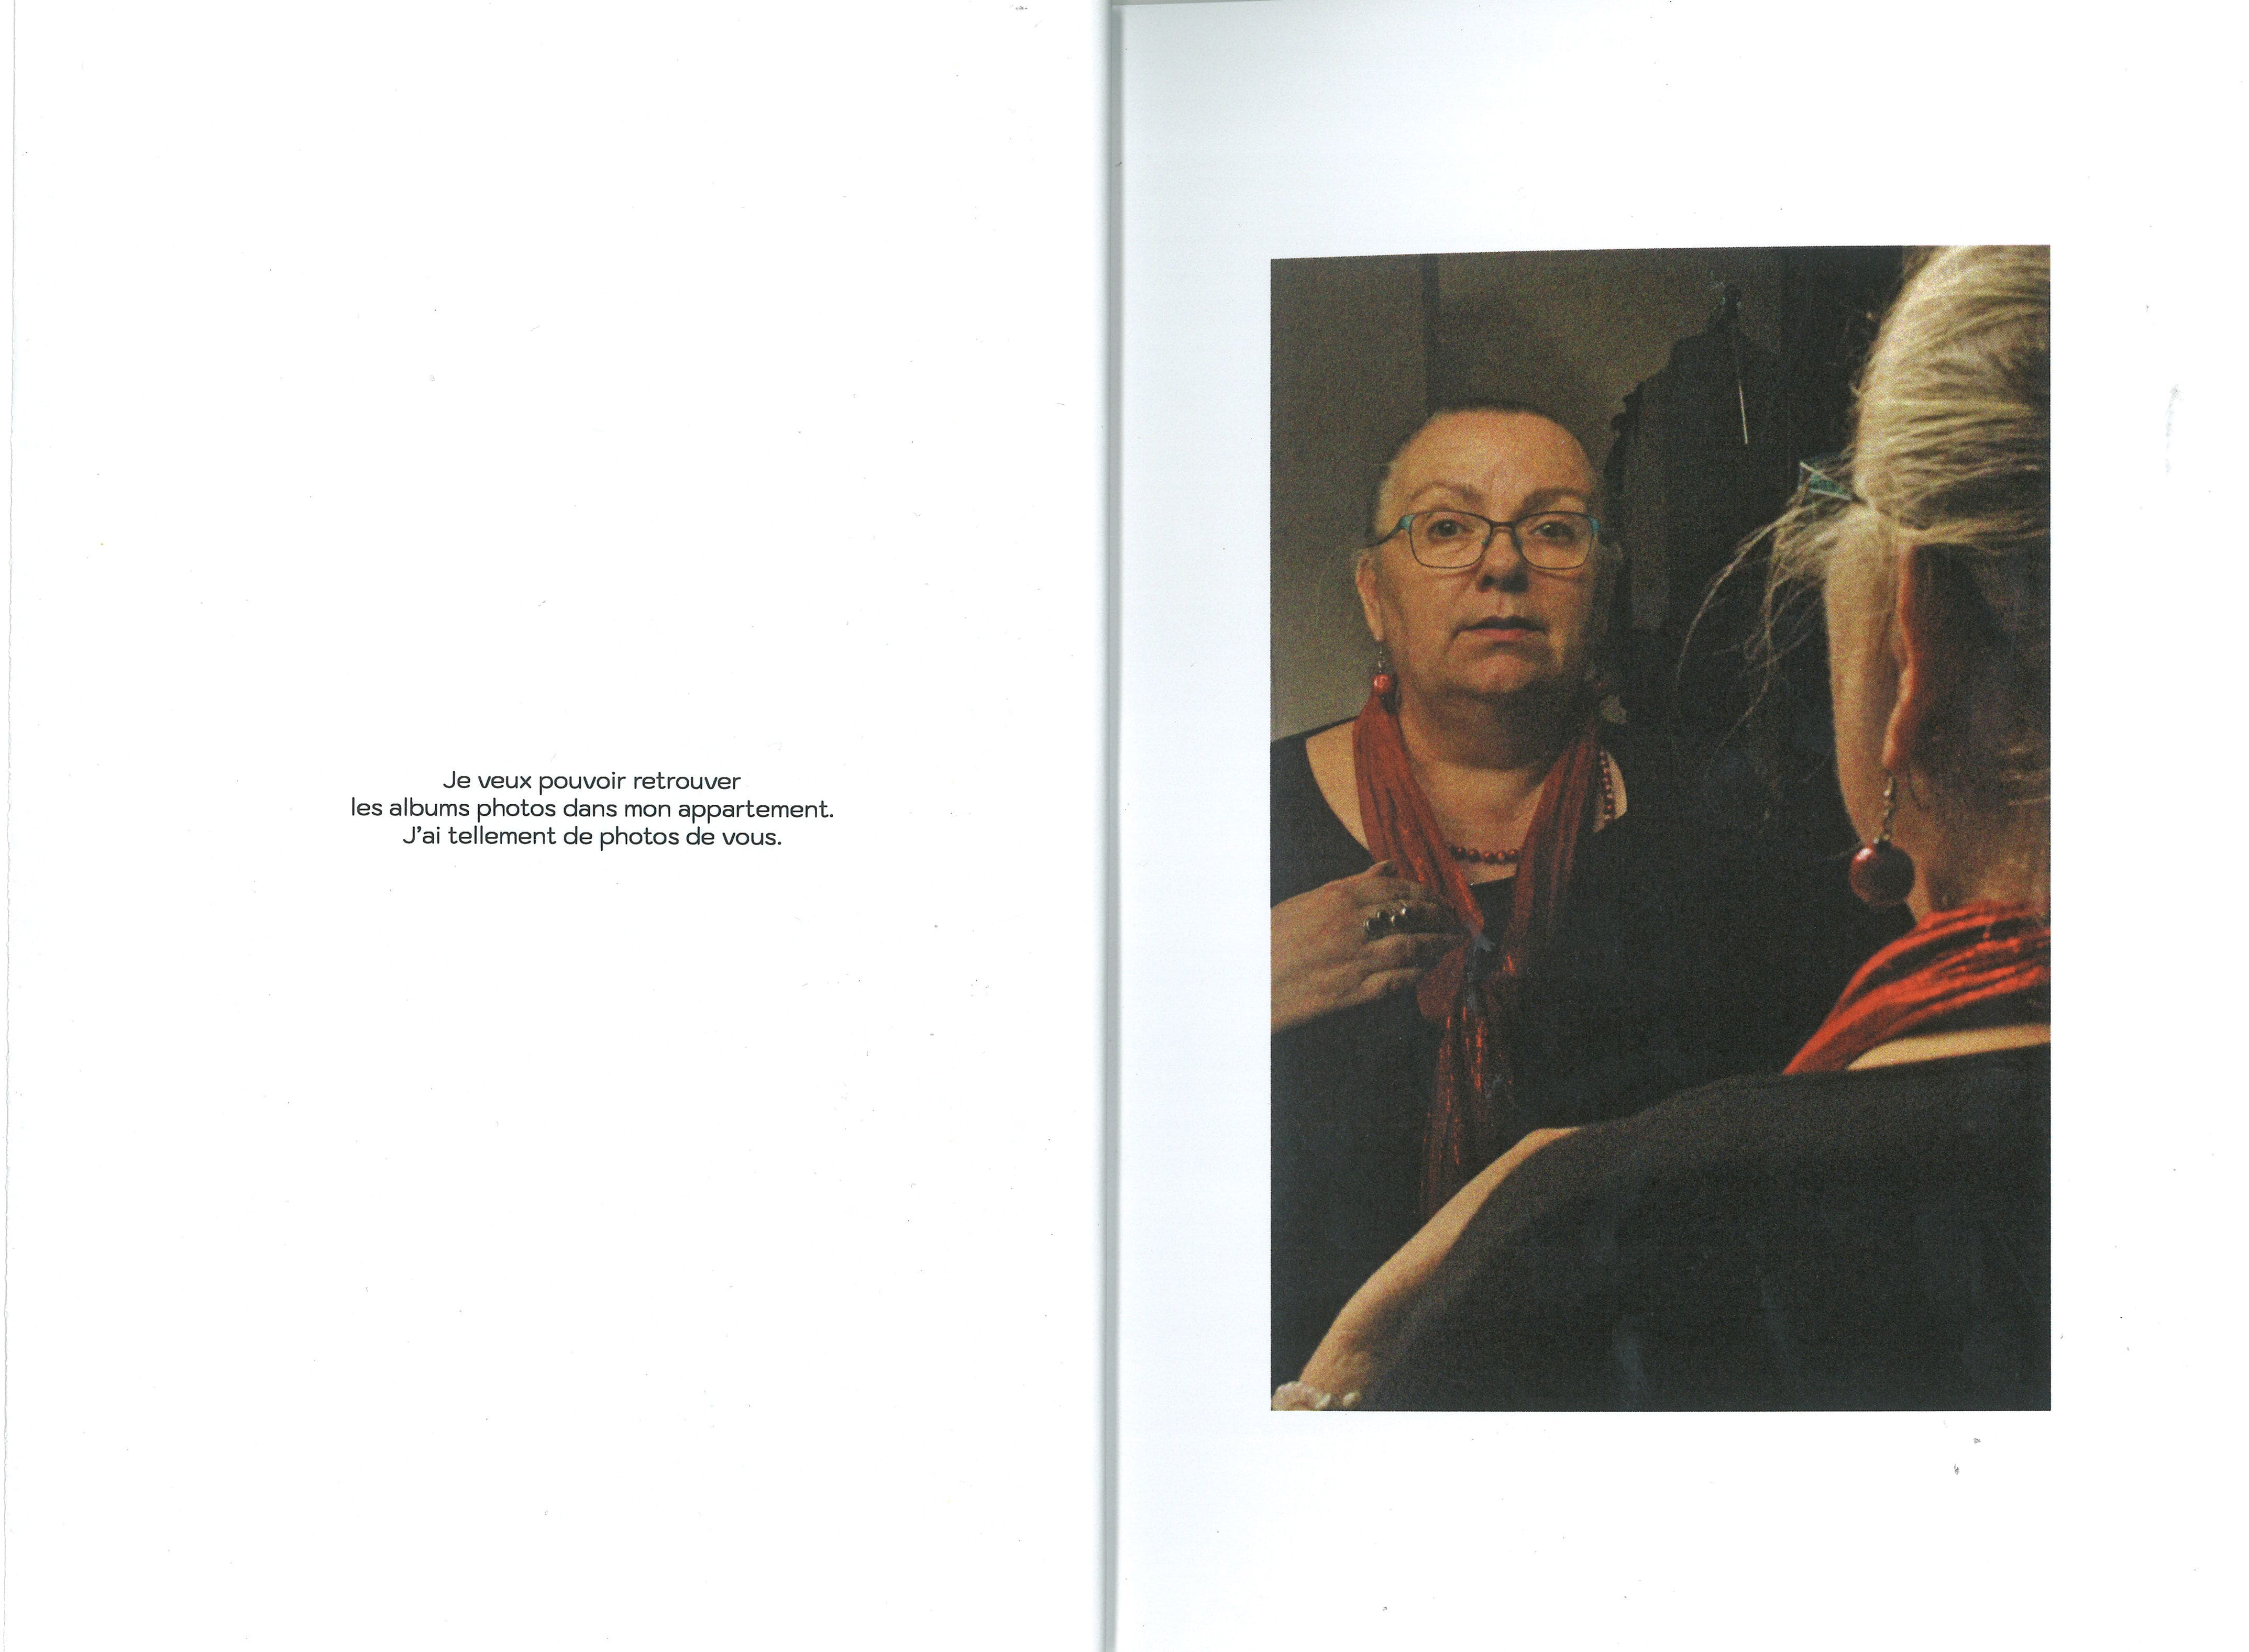 Je veux pouvoir retrouver
les albums photos dans mon appartement.
J'ai tellement de photos de vous.